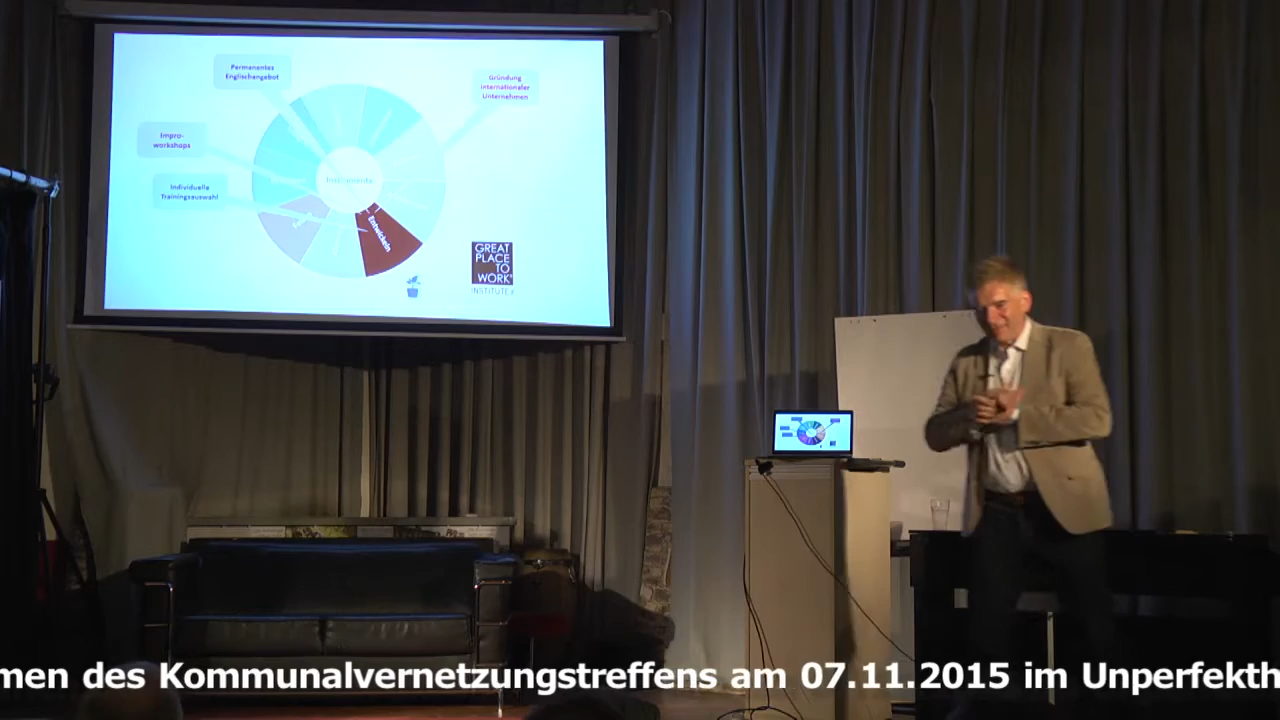 Permanentes
Englischangebot
Gründung
internationaler
Unternehmen
Impro-
workshops
Individuelle
Trainingsauswahl
Instrumente
Entwickeln
GREAT
PLACE
TO
WORK®
INSTITUTE
men des Kommunalvernetzungstreffens am 07.11.2015 im Unperfekth